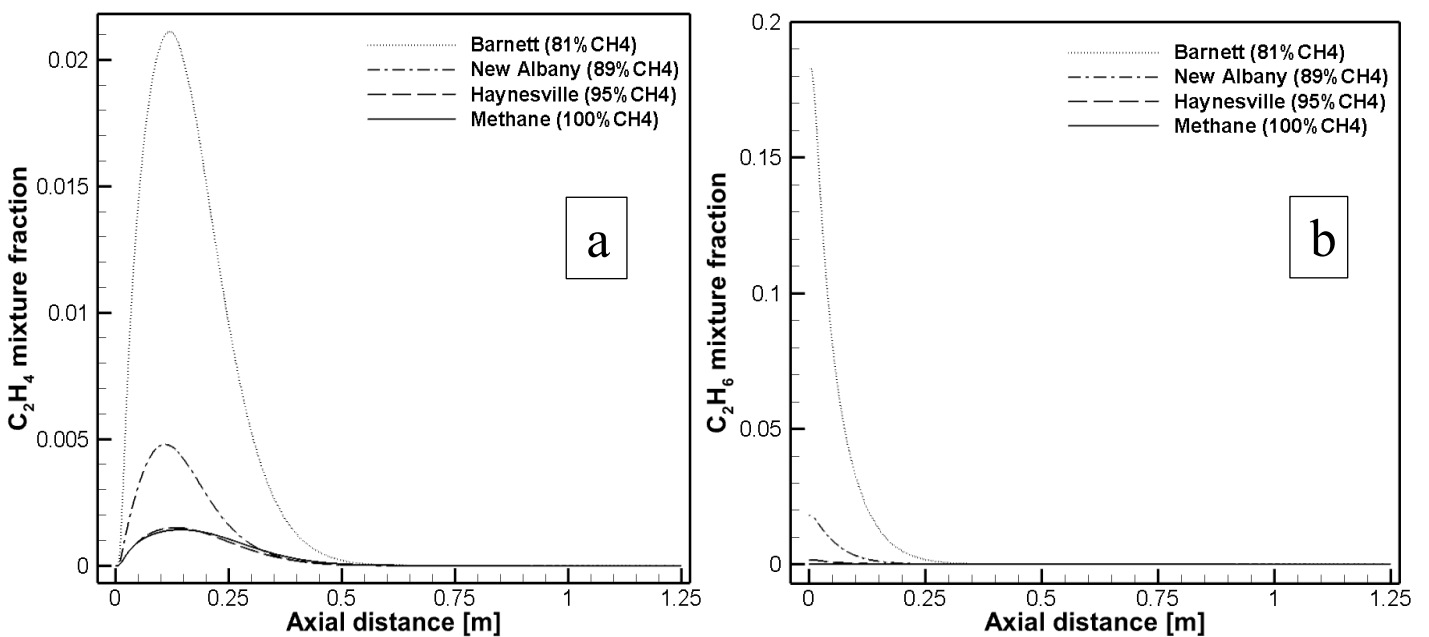 Barnett (81%CH4)
New Albany (89%CH4)
Haynesville (95%CH4)
Methane (100%CH4)
a
0.02
0.015
0.01
0.005
0
C2H4 mixture fraction
0 0.25 0.5 0.75 1 1.25
Axial distance [m]
Barnett (81%CH4)
New Albany (89%CH4)
Haynesville (95%CH4)
Methane (100%CH4)
b
0.2
0.15
0.1
0.05
0
C2H6 mixture fraction
0 0.25 0.5 0.75 1 1.25
Axial distance [m]